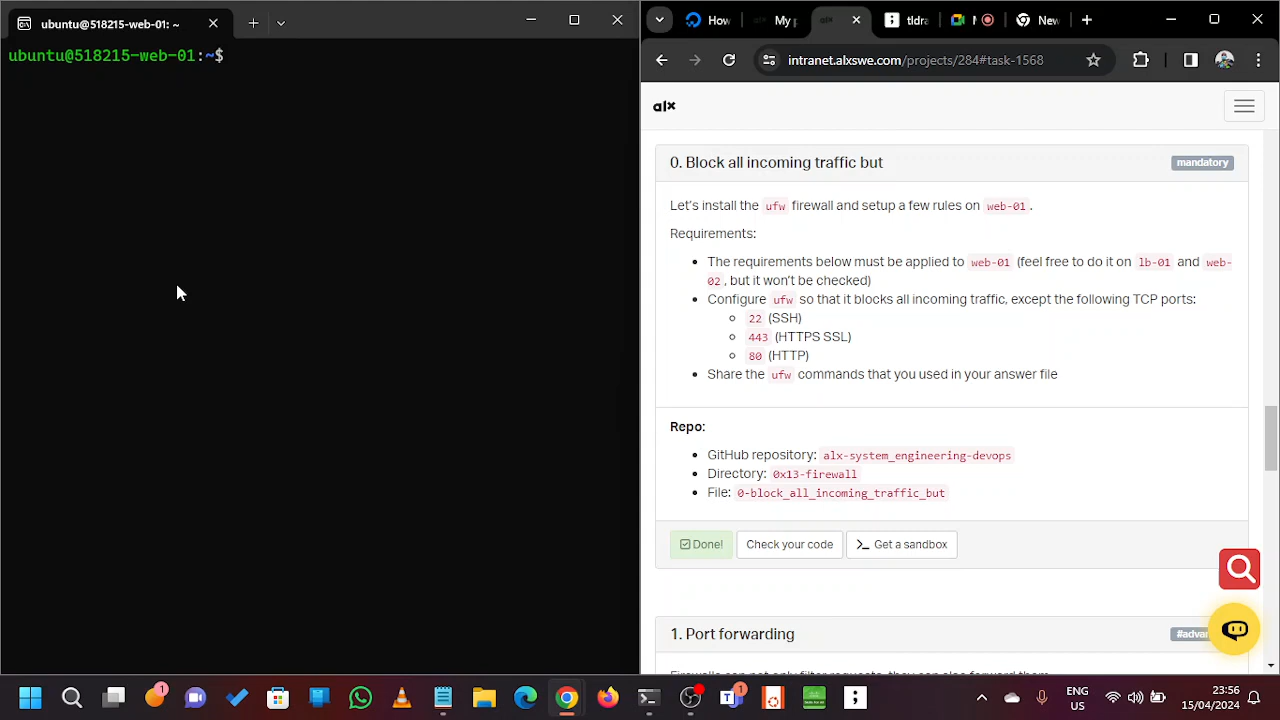 ubuntu@518215-web-01: ~
ubuntu@518215-web-01:~$
How
My p
tldra
M
New
intranet.alxswe.com/projects/284#task-1568
alx
0. Block all incoming traffic but
mandatory
Let's install the ufw firewall and setup a few rules on web-01.
Requirements:
The requirements below must be applied to web-01 (feel free to do it on lb-01 and web-
02, but it won't be checked)
Configure ufw so that it blocks all incoming traffic, except the following TCP ports:
22 (SSH)
443 (HTTPS SSL)
80 (HTTP)
Share the ufw commands that you used in your answer file
Repo:
GitHub repository: alx-system_engineering-devops
Directory: 0x13-firewall
File: 0-block_all_incoming_traffic_but
Done!
Check your code
Get a sandbox
1. Port forwarding
#advan
1
1
ENG
US
23:56
15/04/2024